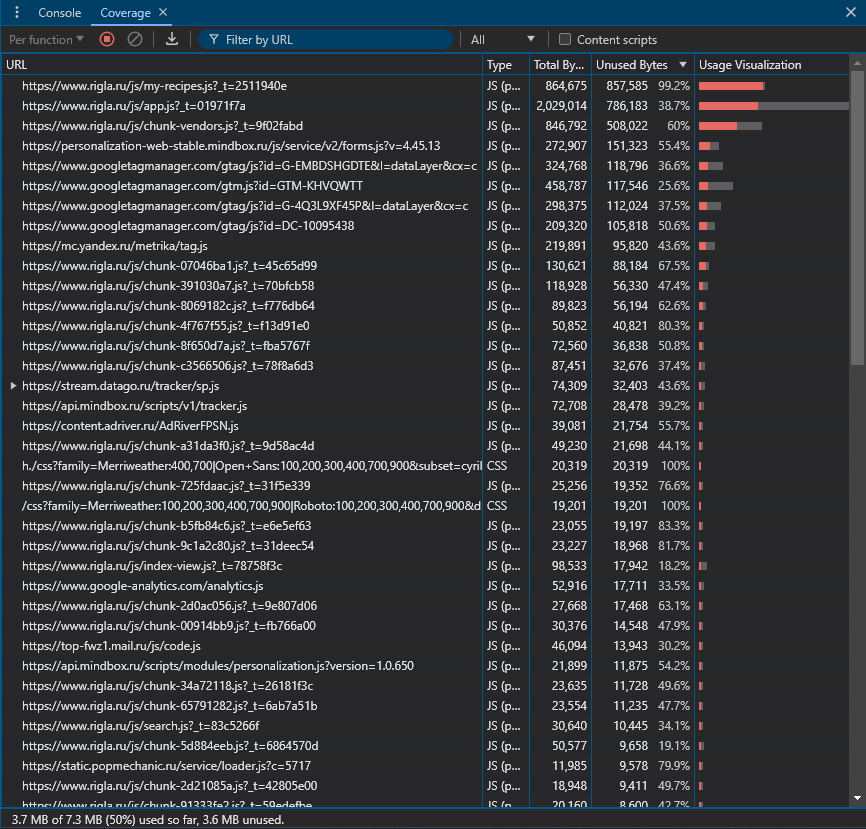 Console Coverage
Per function Filter by URL All Content scripts
URL Type Total By... Unused Bytes Usage Visualization
https://www.rigla.ru/js/my-recipes.js?_t=2511940e JS (p... 864,675 857,585 99.2%
https://www.rigla.ru/js/app.js?_t=01971f7a JS (p... 2,029,014 786,183 38.7%
https://www.rigla.ru/js/chunk-vendors.js?_t=9f02fabd JS (p... 846,792 508,022 60%
https://personalization-web-stable.mindbox.ru/js/service/v2/forms.js?v=4.45.13 JS (p... 272,907 151,323 55.4%
https://www.googletagmanager.com/gtag/js?id=G-EMBDSHGDTE&l=dataLayer&cx=c JS (p... 324,768 118,796 36.6%
https://www.googletagmanager.com/gtm.js?id=GTM-KHVQWTT JS (p... 458,787 117,546 25.6%
https://www.googletagmanager.com/gtag/js?id=G-4Q3L9XF45P&l=dataLayer&cx=c JS (p... 298,375 112,024 37.5%
https://www.googletagmanager.com/gtag/js?id=DC-10095438 JS (p... 209,320 105,818 50.6%
https://mc.yandex.ru/metrika/tag.js JS (p... 219,891 95,820 43.6%
https://www.rigla.ru/js/chunk-07046ba1.js?_t=45c65d99 JS (p... 130,621 88,184 67.5%
https://www.rigla.ru/js/chunk-391030a7.js?_t=70bfcb58 JS (p... 118,928 56,330 47.4%
https://www.rigla.ru/js/chunk-8069182c.js?_t=f776db64 JS (p... 89,823 56,194 62.6%
https://www.rigla.ru/js/chunk-4f767f55.js?_t=f13d91e0 JS (p... 50,852 40,821 80.3%
https://www.rigla.ru/js/chunk-8f650d7a.js?_t=fba5767f JS (p... 72,560 36,838 50.8%
https://www.rigla.ru/js/chunk-c3566506.js?_t=78f8a6d3 JS (p... 87,451 32,676 37.4%
https://stream.datago.ru/tracker/sp.js JS (p... 74,309 32,403 43.6%
https://api.mindbox.ru/scripts/v1/tracker.js JS (p... 72,708 28,478 39.2%
https://content.adriver.ru/AdRiverFPSN.js JS (p... 39,081 21,754 55.7%
https://www.rigla.ru/js/chunk-a31da3f0.js?_t=9d58ac4d JS (p... 49,230 21,698 44.1%
h./css?family=Merriweather:400,700|Open+Sans:100,200,300,400,700,900&subset=cyril CSS 20,319 20,319 100%
https://www.rigla.ru/js/chunk-725fdaac.js?_t=31f5e339 JS (p... 25,256 19,352 76.6%
/css?family=Merriweather:100,200,300,400,700,900|Roboto:100,200,300,400,700,900&d CSS 19,201 19,201 100%
https://www.rigla.ru/js/chunk-b5fb84c6.js?_t=e6e5ef63 JS (p... 23,055 19,197 83.3%
https://www.rigla.ru/js/chunk-9c1a2c80.js?_t=31deec54 JS (p... 23,227 18,968 81.7%
https://www.rigla.ru/js/index-view.js?_t=78758f3c JS (p... 98,533 17,942 18.2%
https://www.google-analytics.com/analytics.js JS (p... 52,916 17,711 33.5%
https://www.rigla.ru/js/chunk-2d0ac056.js?_t=9e807d06 JS (p... 27,668 17,468 63.1%
https://www.rigla.ru/js/chunk-00914bb9.js?_t=fb766a00 JS (p... 30,376 14,548 47.9%
https://top-fwz1.mail.ru/js/code.js JS (p... 46,094 13,943 30.2%
https://api.mindbox.ru/scripts/modules/personalization.js?version=1.0.650 JS (p... 21,899 11,875 54.2%
https://www.rigla.ru/js/chunk-34a72118.js?_t=26181f3c JS (p... 23,635 11,728 49.6%
https://www.rigla.ru/js/chunk-65791282.js?_t=6ab7a51b JS (p... 23,554 11,235 47.7%
https://www.rigla.ru/js/search.js?_t=83c5266f JS (p... 30,640 10,445 34.1%
https://www.rigla.ru/js/chunk-5d884eeb.js?_t=6864570d JS (p... 50,577 9,658 19.1%
https://static.popmechanic.ru/service/loader.js?c=5717 JS (p... 11,985 9,578 79.9%
https://www.rigla.ru/js/chunk-2d21085a.js?_t=42805e00 JS (p... 18,948 9,411 49.7%
https://www.rigla.ru/js/chunk-91333fe2.js?_t=59edefbe JS (p... 20,160 8,600 42.7%
3.7 MB of 7.3 MB (50%) used so far, 3.6 MB unused.